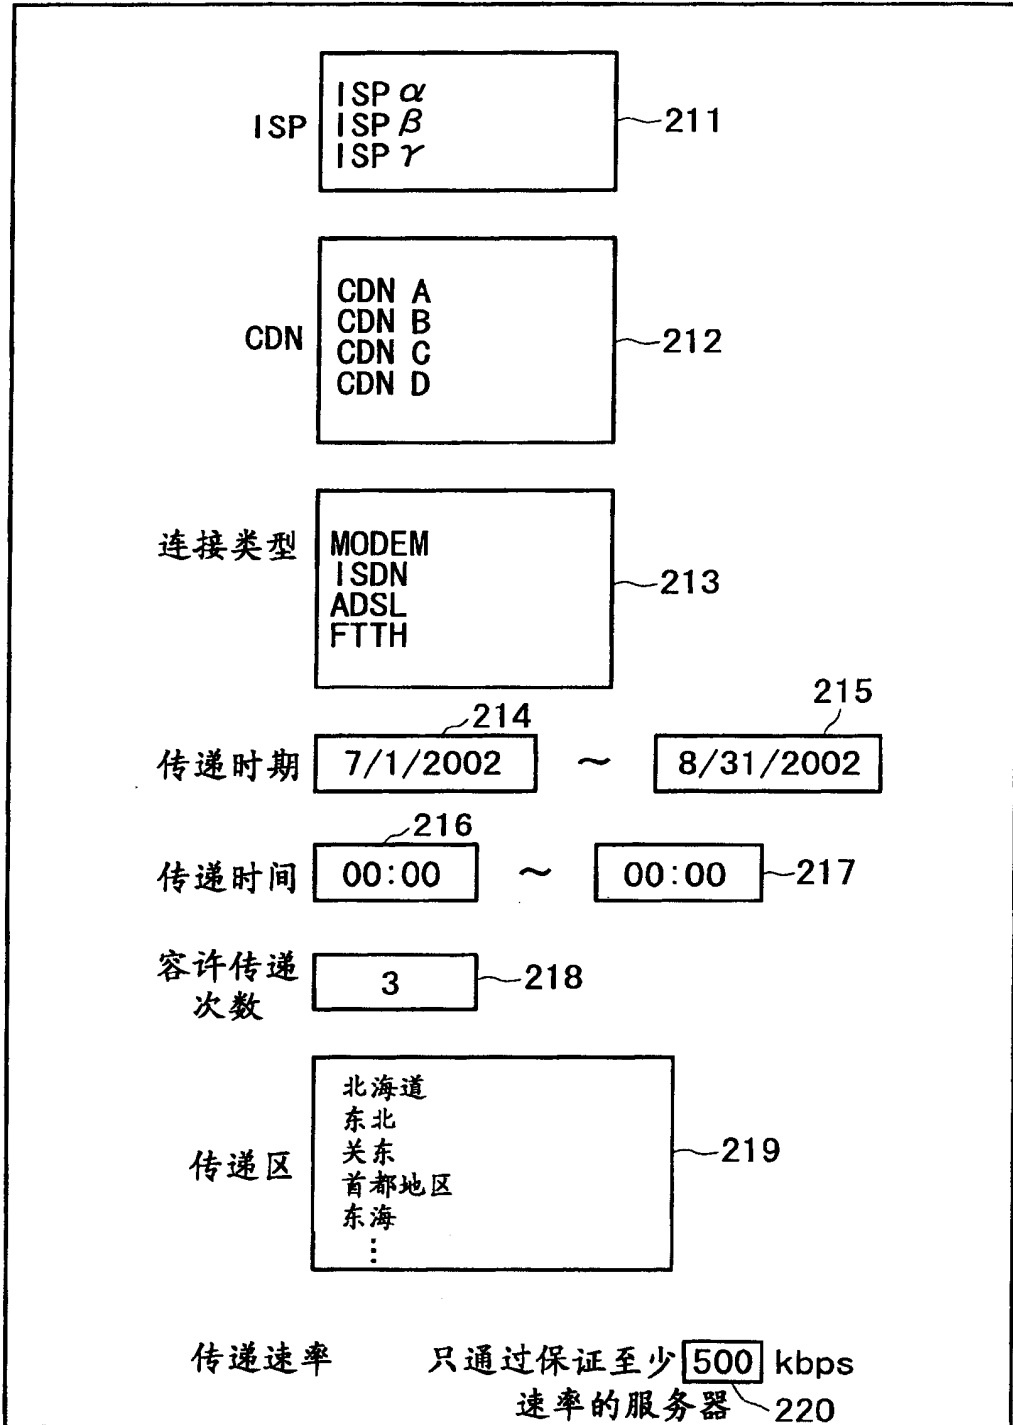 ISP α
ISP β
ISP γ
ISP
211
CDN A
CDN B
CDN C
CDN D
CDN
212
连接类型
MODEM
ISDN
ADSL
FTTH
213
214
215
传递时期 7/1/2002 ~ 8/31/2002
216
传递时间 00:00 ~ 00:00 217
容许传递
次数
3
218
传递区
北海道
东北
关东
首都地区
东海
⋮
219
传递速率 只通过保证至少 500 kbps
速率的服务器 220